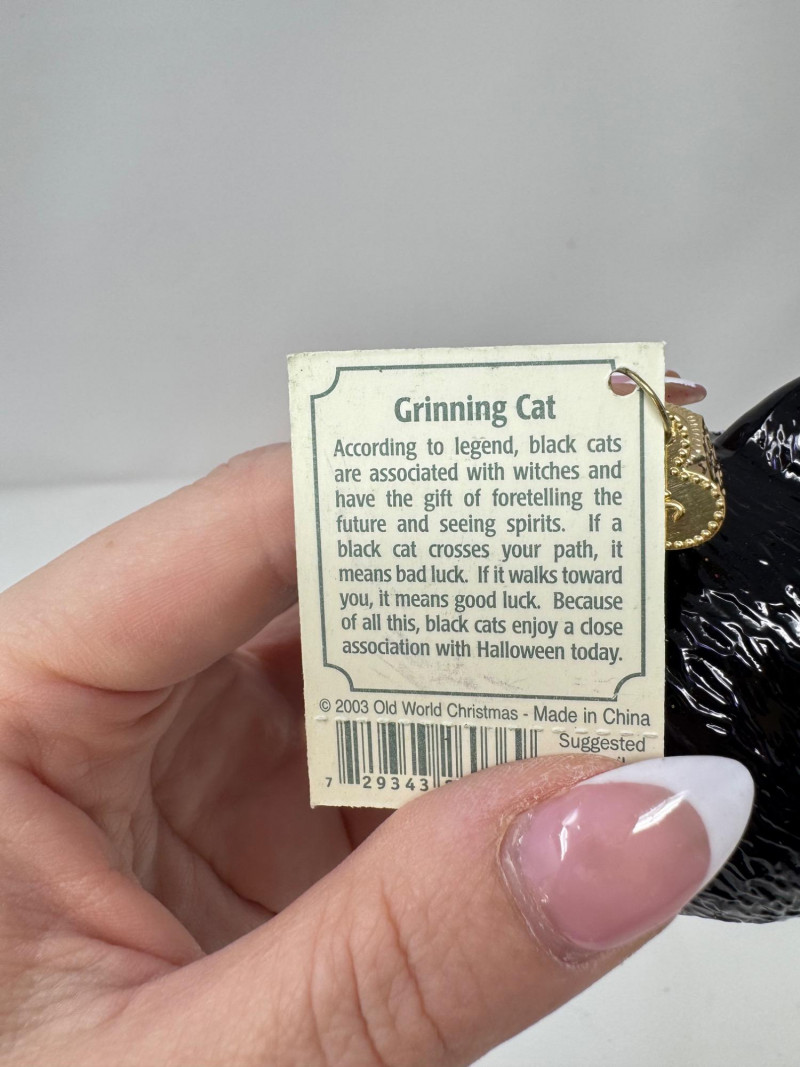 Grinning Cat
According to legend, black cats
are associated with witches and
have the gift of foretelling the
future and seeing spirits. If a
black cat crosses your path, it
means bad luck. If it walks toward
you, it means good luck. Because
of all this, black cats enjoy a close
association with Halloween today.
© 2003 Old World Christmas - Made in China
Suggested
7 29343